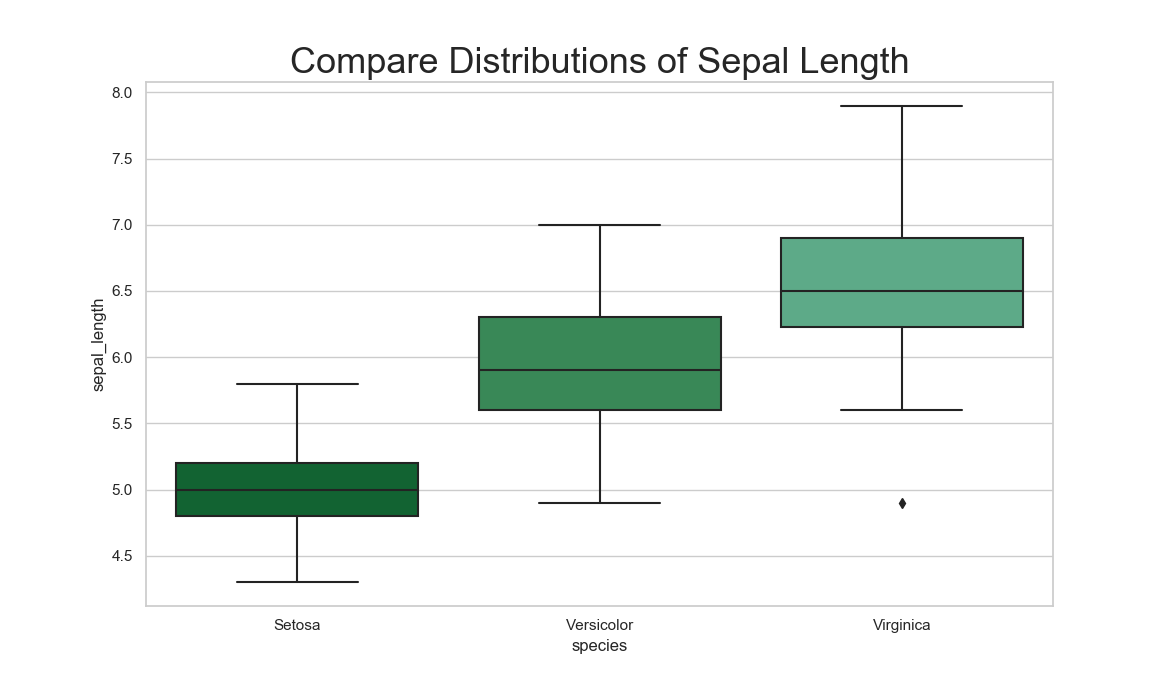 Compare Distributions of Sepal Length
8.0
7.5
7.0
6.5
6.0
5.5
5.0
4.5
sepal_length
Setosa
Versicolor
Virginica
species